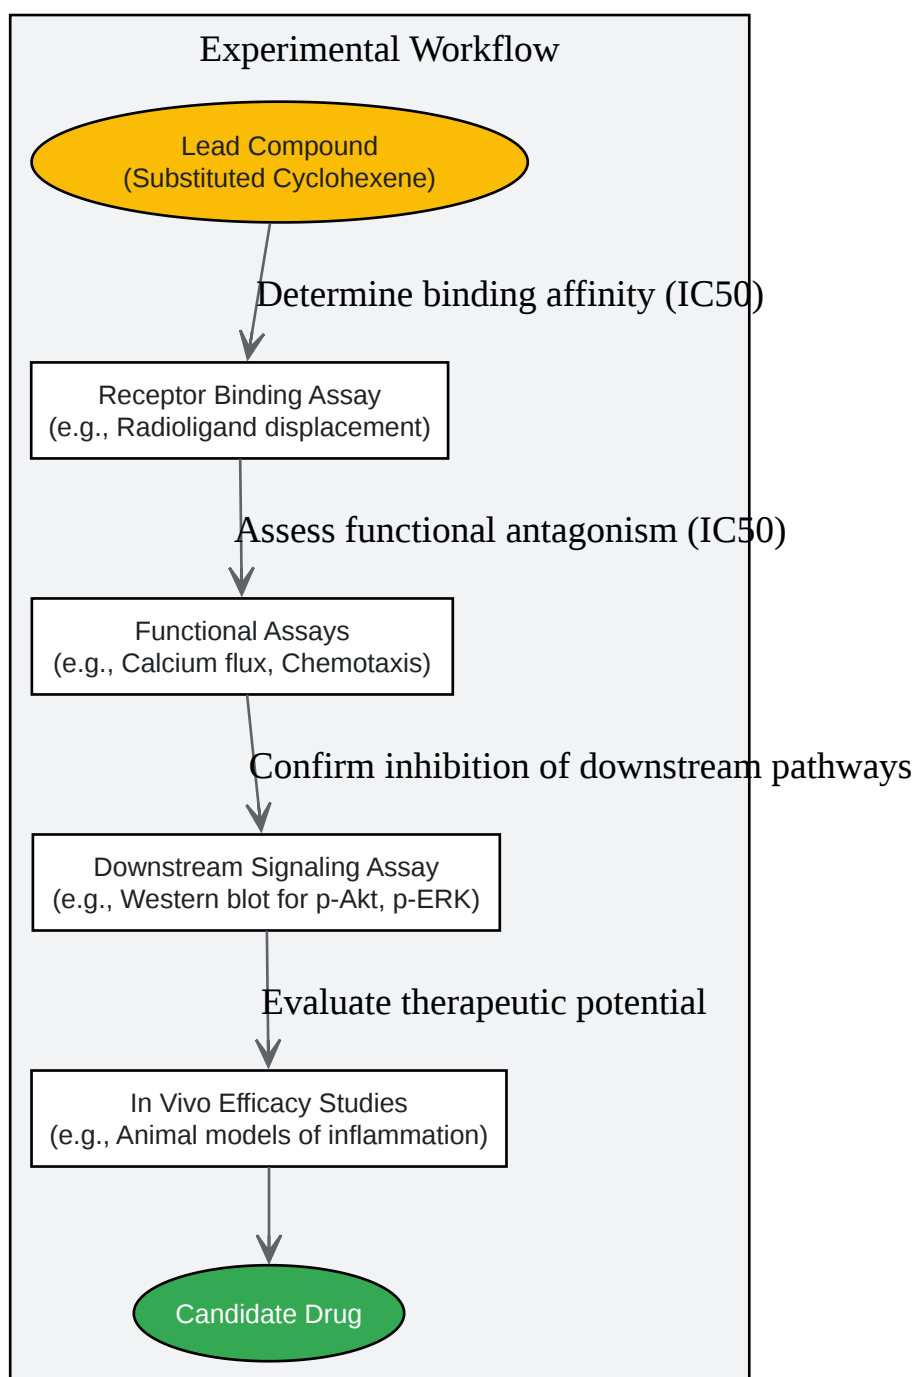 Experimental Workflow
Lead Compound
(Substituted Cyclohexene)
Determine binding affinity (IC50)
Receptor Binding Assay
(e.g., Radioligand displacement)
Assess functional antagonism (IC50)
Functional Assays
(e.g., Calcium flux, Chemotaxis)
Confirm inhibition of downstream pathways
Downstream Signaling Assay
(e.g., Western blot for p-Akt, p-ERK)
Evaluate therapeutic potential
In Vivo Efficacy Studies
(e.g., Animal models of inflammation)
Candidate Drug